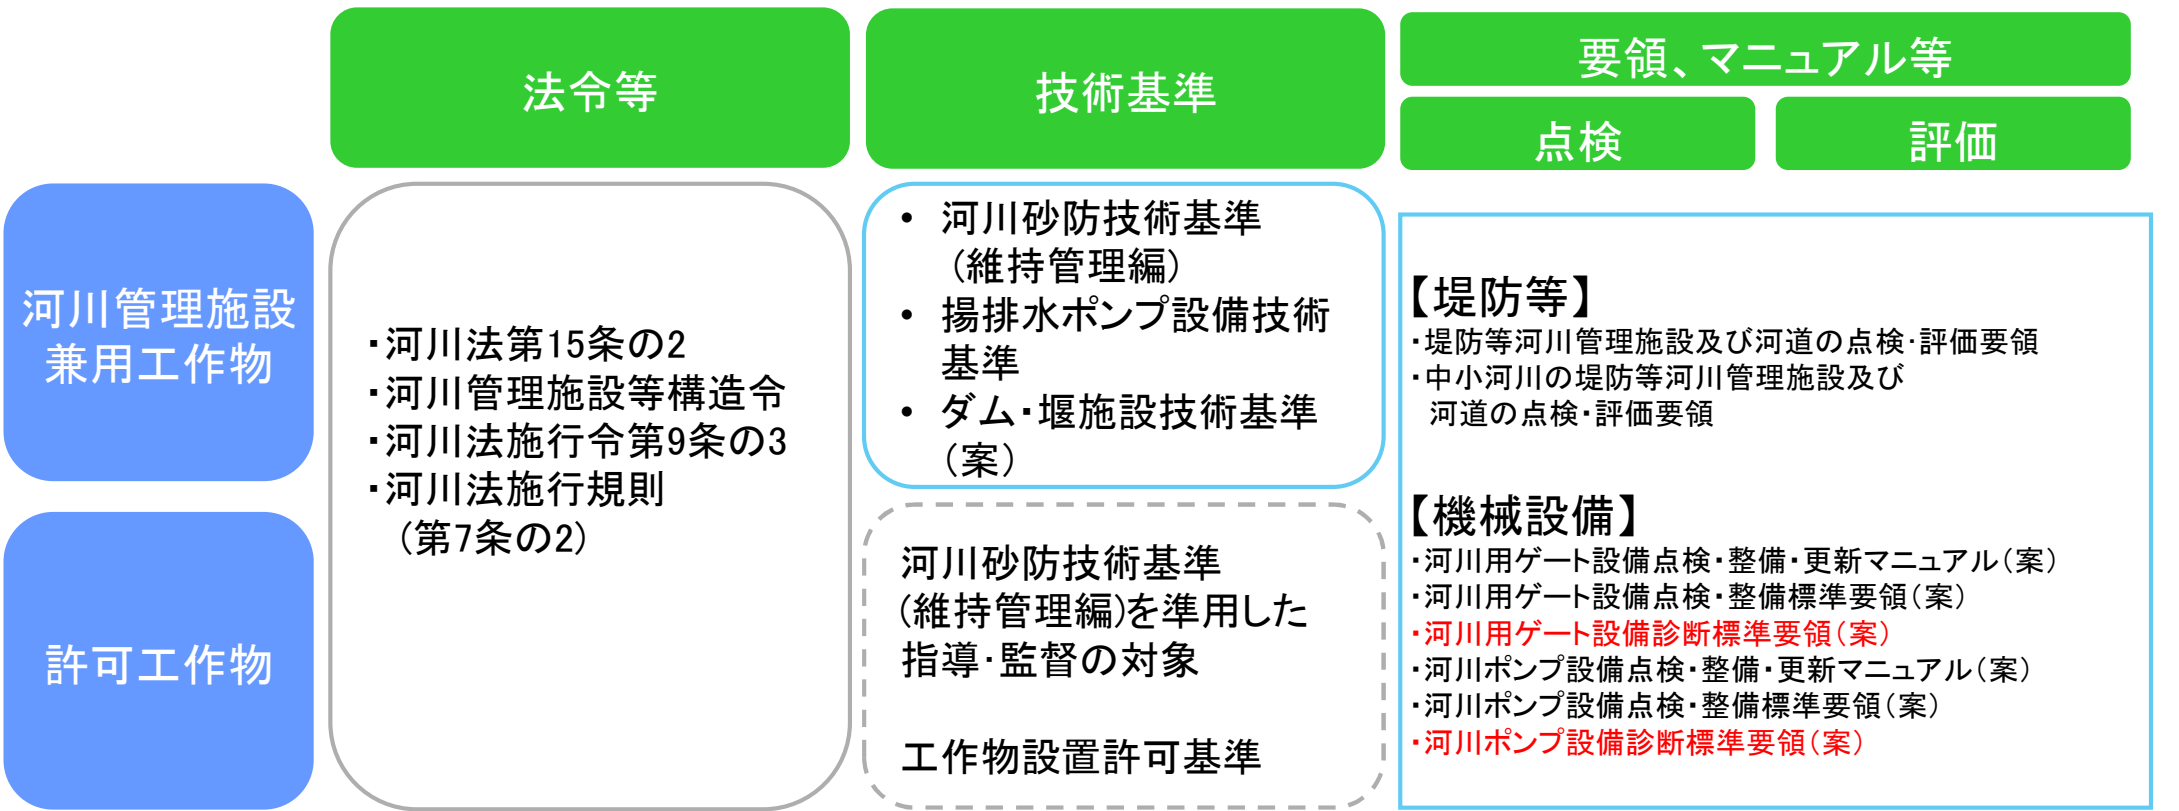 法令等
技術基準
要領、マニュアル等
点検
評価
河川管理施設
兼用工作物
許可工作物
・河川法第15条の2
・河川管理施設等構造令
・河川法施行令第9条の3
・河川法施行規則
（第7条の2）
• 河川砂防技術基準
（維持管理編）
• 揚排水ポンプ設備技術
基準
• ダム・堰施設技術基準
（案）
河川砂防技術基準
(維持管理編)を準用した
指導・監督の対象
工作物設置許可基準
【堤防等】
・堤防等河川管理施設及び河道の点検・評価要領
・中小河川の堤防等河川管理施設及び
河道の点検・評価要領
【機械設備】
・河川用ゲート設備点検・整備・更新マニュアル（案）
・河川用ゲート設備点検・整備標準要領（案）
・河川用ゲート設備診断標準要領（案）
・河川ポンプ設備点検・整備・更新マニュアル（案）
・河川ポンプ設備点検・整備標準要領（案）
・河川ポンプ設備診断標準要領（案）